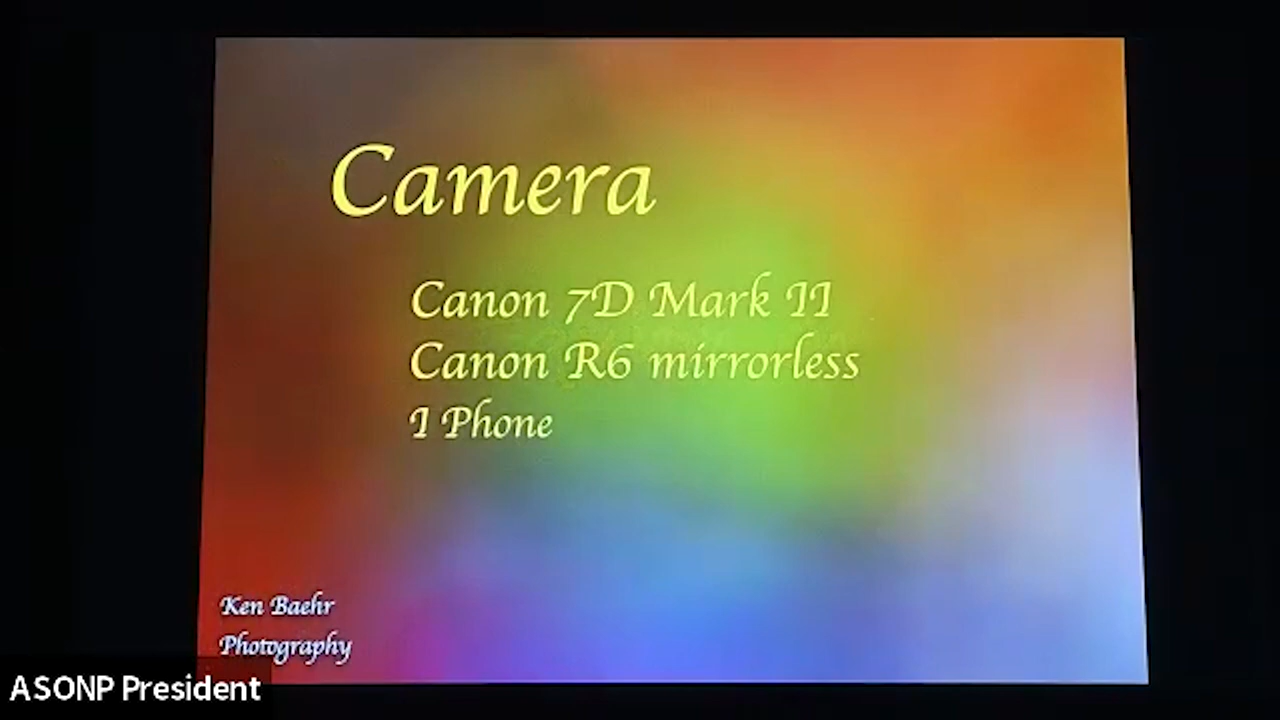 Camera
Canon 7D Mark II
Canon R6 mirrorless
I Phone
Ken Baehr
Photography
ASONP President